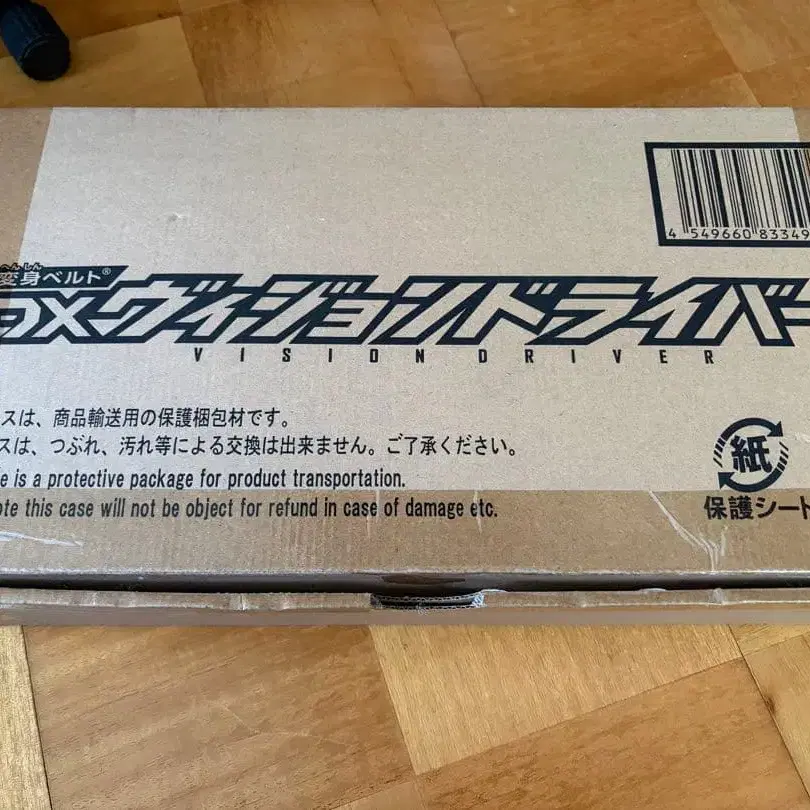 4 549660 83349
へんしん
変身ベルト®
DXヴィジョンドライバー
VISION DRIVER
スは、商品輸送用の保護梱包材です。
スは、つぶれ、汚れ等による交換は出来ません。ご了承ください。
e is a protective package for product transportation.
ote this case will not be object for refund in case of damage etc.
紙
保護シート